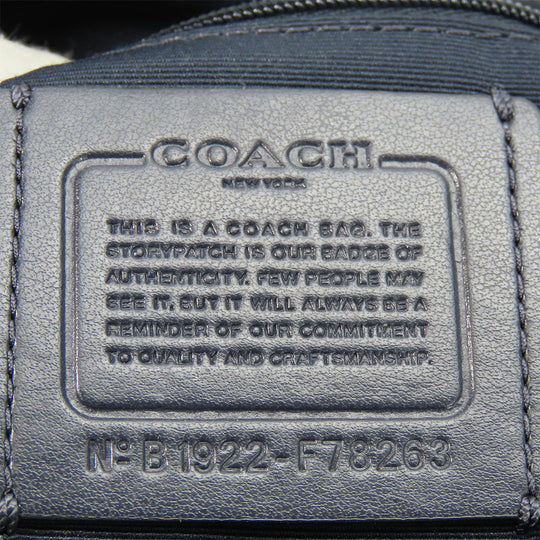 COACH
NEW YORK
THIS IS A COACH BAG. THE
STORYPATCH IS OUR BADGE OF
AUTHENTICITY. FEW PEOPLE MAY
SEE IT, BUT IT WILL ALWAYS BE A
REMINDER OF OUR COMMITMENT
TO QUALITY AND CRAFTSMANSHIP.
Nº B1922-F78263